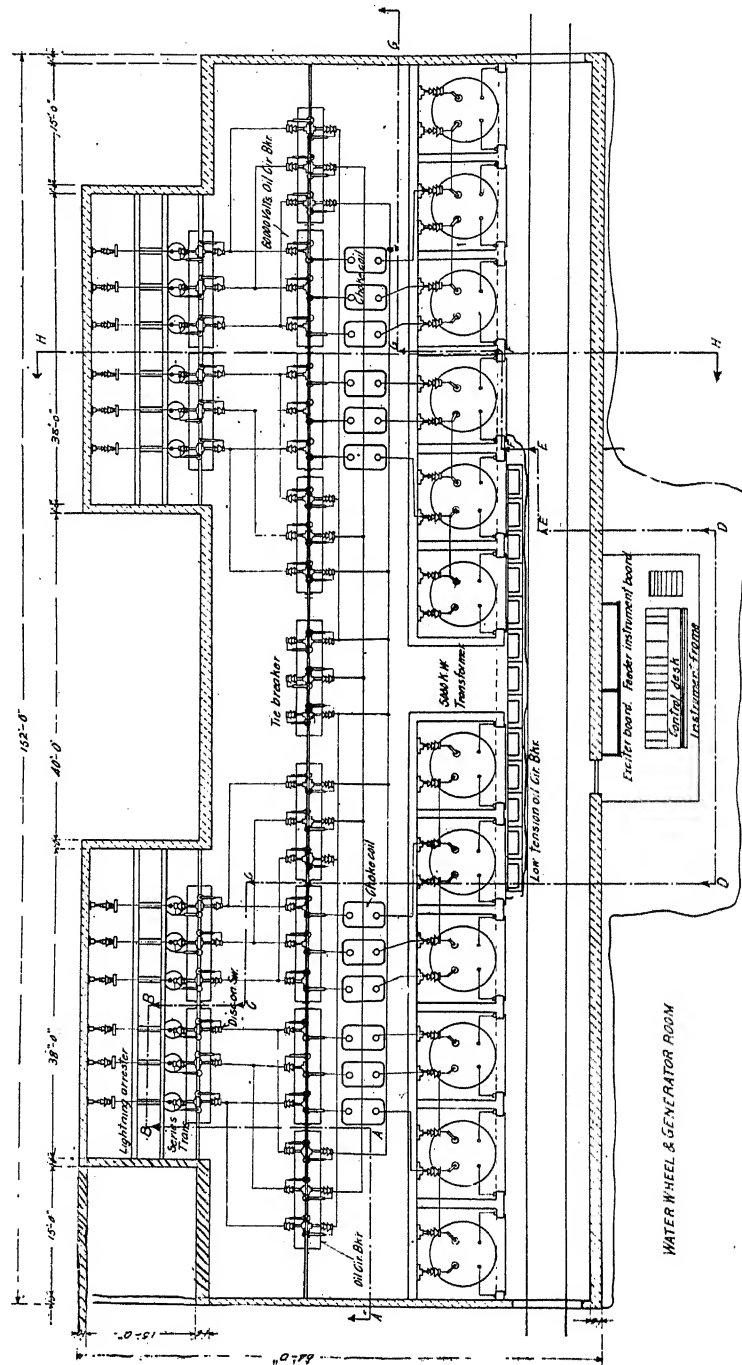 152'-0"
15'-0"
38'-0"
40'-0"
38'-0"
15'-0"
64'-0"
15'-0"
Lightning arrester
Series
Trans.
Discon Sw.
Oil Cir. Bkr
Tie breaker
60000 Volts Oil Cir Bkr.
Choke coil
Choke coil
5000 K.W.
Transformer
Low tension oil Cir. Bkr.
Exciter board. Feeder instrument board.
Control desk
Instrument frame
WATER WHEEL & GENERATOR ROOM
A
A
B
B
C
C
D
D
E
E
G
G
H
H